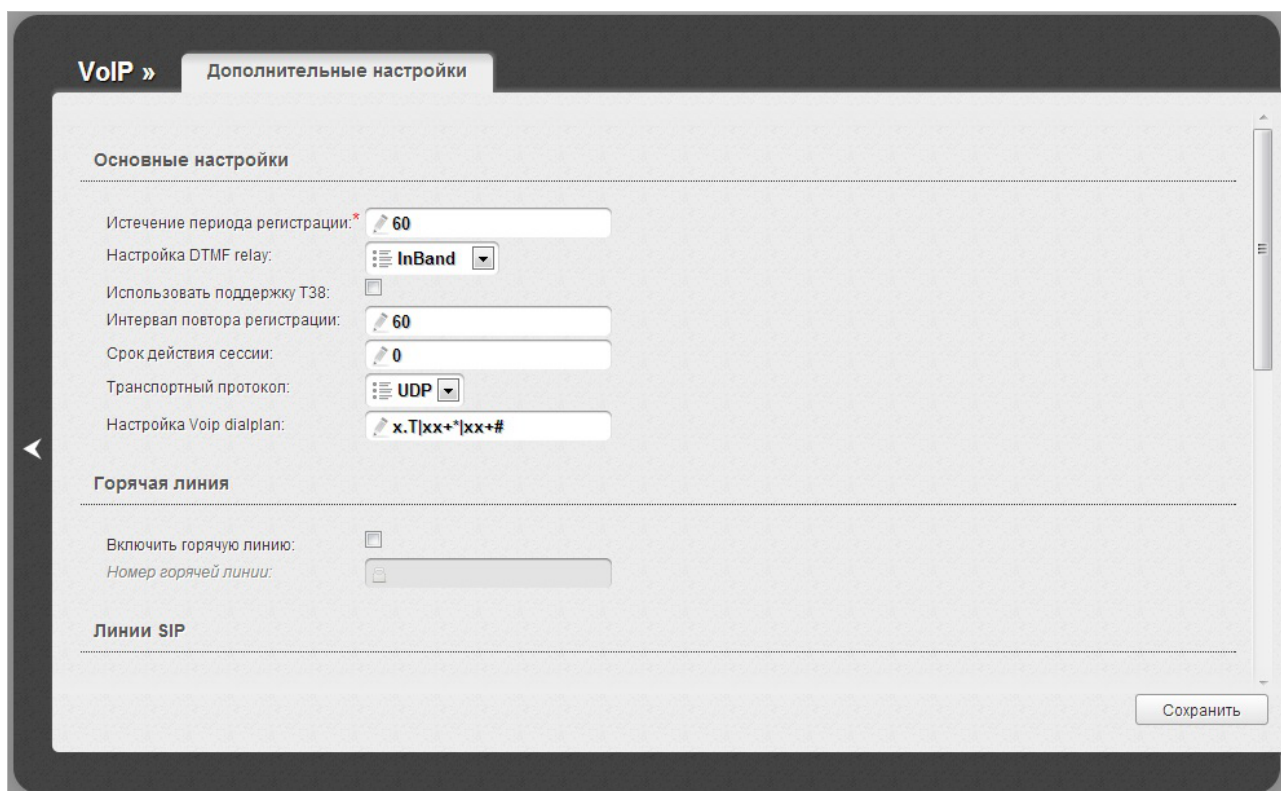 VoIP » Дополнительные настройки
Основные настройки
Истечение периода регистрации:* 60
Настройка DTMF relay: InBand
Использовать поддержку T38:
Интервал повтора регистрации: 60
Срок действия сессии: 0
Транспортный протокол: UDP
Настройка Voip dialplan: x.T|xx+*|xx+#
Горячая линия
Включить горячую линию:
Номер горячей линии:
Линии SIP
Сохранить